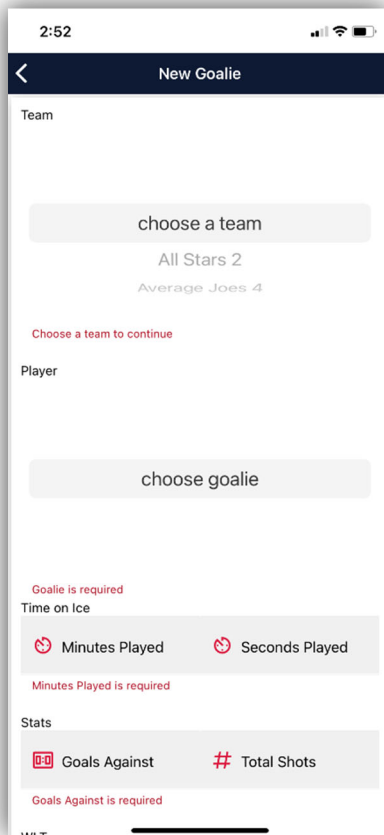 2:52
New Goalie
Team
choose a team
All Stars 2
Average Joes 4
Choose a team to continue
Player
choose goalie
Goalie is required
Time on Ice
Minutes Played Seconds Played
Minutes Played is required
Stats
0:0 Goals Against # Total Shots
Goals Against is required